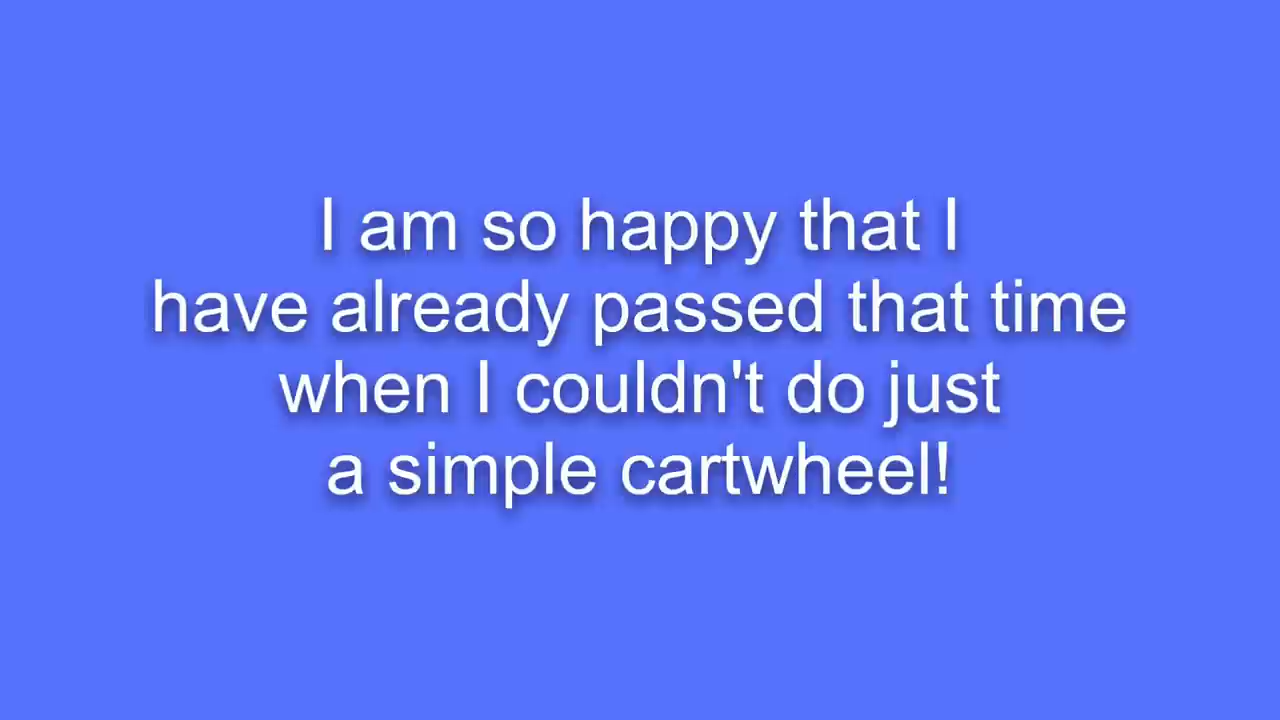 I am so happy that I
have already passed that time
when I couldn't do just
a simple cartwheel!